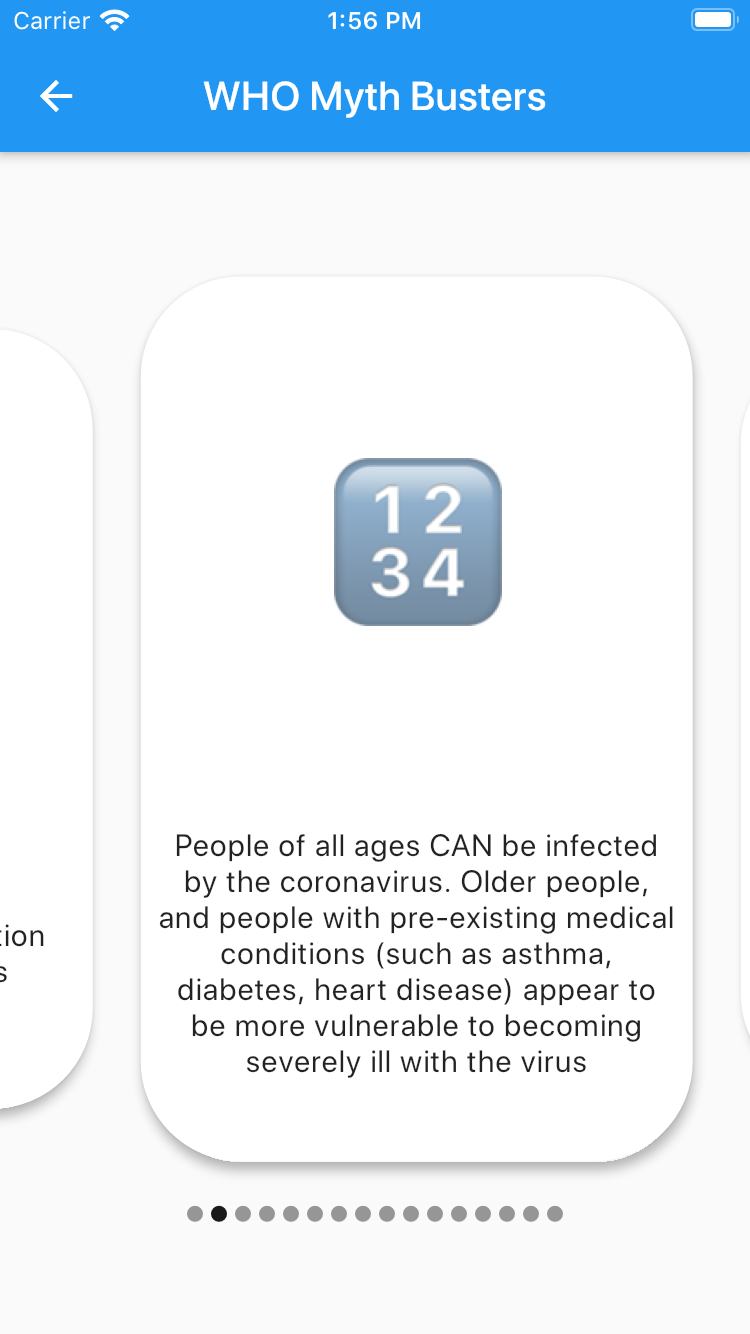 Carrier 1:56 PM
WHO Myth Busters
1 2
3 4
People of all ages CAN be infected
by the coronavirus. Older people,
and people with pre-existing medical
conditions (such as asthma,
diabetes, heart disease) appear to
be more vulnerable to becoming
severely ill with the virus
tion
s